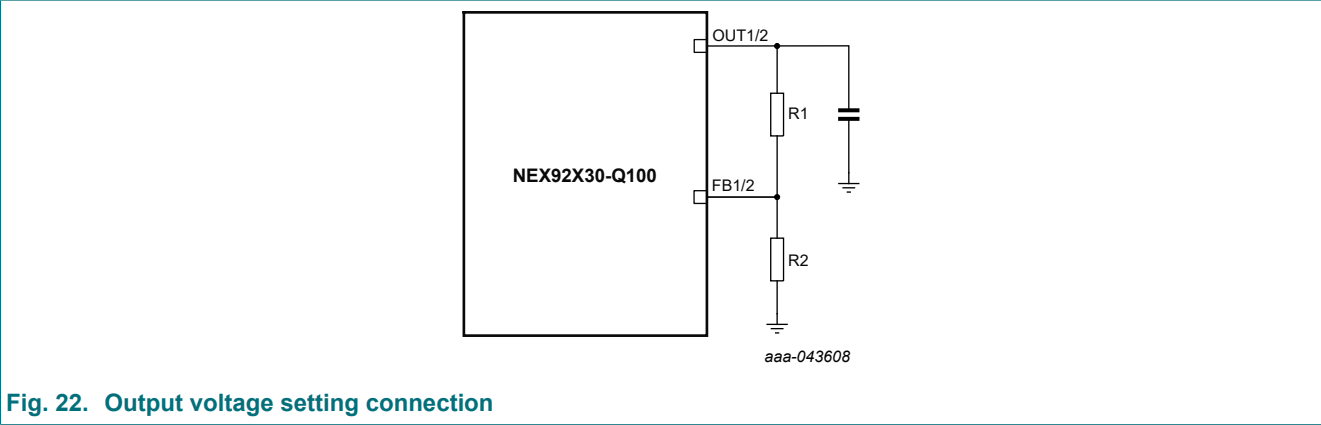 OUT1/2
R1
NEX92X30-Q100
FB1/2
R2
aaa-043608
Fig. 22. Output voltage setting connection